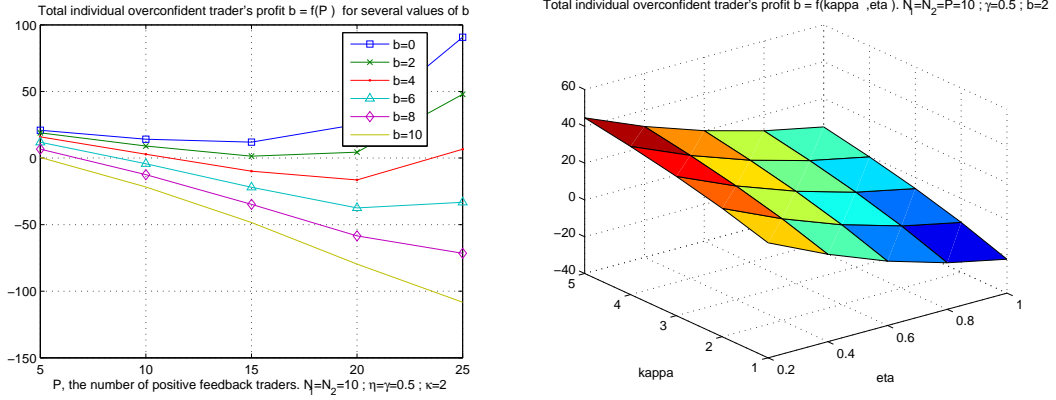 Total individual overconfident trader's profit b = f(P ) for several values of b
100
50
0
−50
−100
−150
5
10
15
20
25
b=0
b=2
b=4
b=6
b=8
b=10
P, the number of positive feedback traders. N1=N2=10 ; η=γ=0.5 ; κ=2
Total individual overconfident trader's profit b = f(kappa ,eta ). N1=N2=P=10 ; γ=0.5 ; b=2
60
40
20
0
−20
−40
5
4
3
2
1
0.2
0.4
0.6
0.8
1
kappa
eta